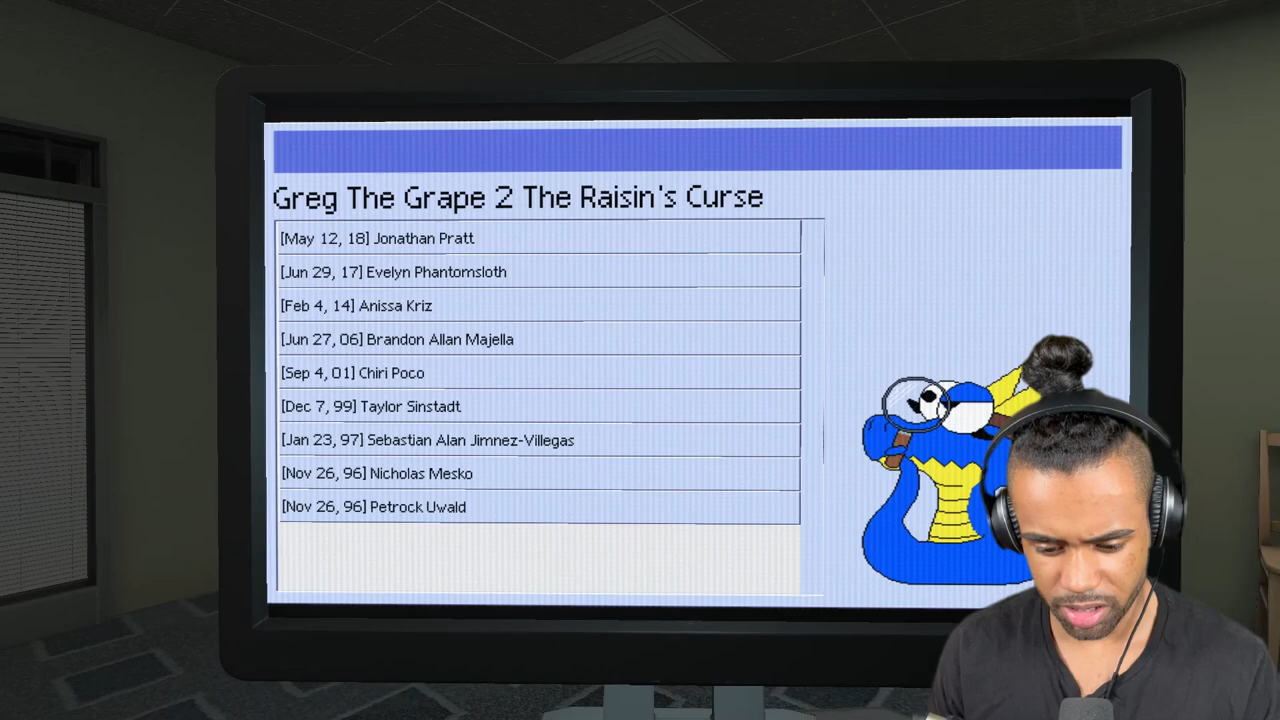 Greg The Grape 2 The Raisin's Curse
[May 12, 18] Jonathan Pratt
[Jun 29, 17] Evelyn Phantomsloth
[Feb 4, 14] Anissa Kriz
[Jun 27, 06] Brandon Allan Majella
[Sep 4, 01] Chiri Poco
[Dec 7, 99] Taylor Sinstadt
[Jan 23, 97] Sebastian Alan Jimnez-Villegas
[Nov 26, 96] Nicholas Mesko
[Nov 26, 96] Petrock Uwald